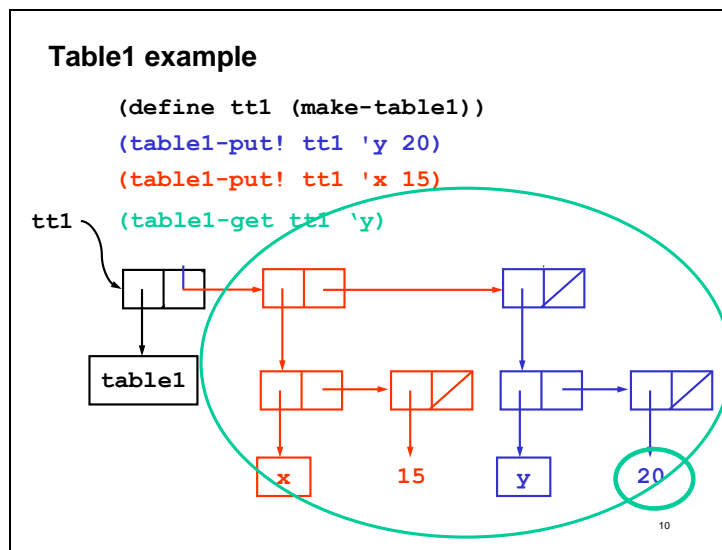 Table1 example
(define tt1 (make-table1))
(table1-put! tt1 'y 20)
(table1-put! tt1 'x 15)
tt1 (table1-get tt1 ‘y)
table1
x 15 y 20
10